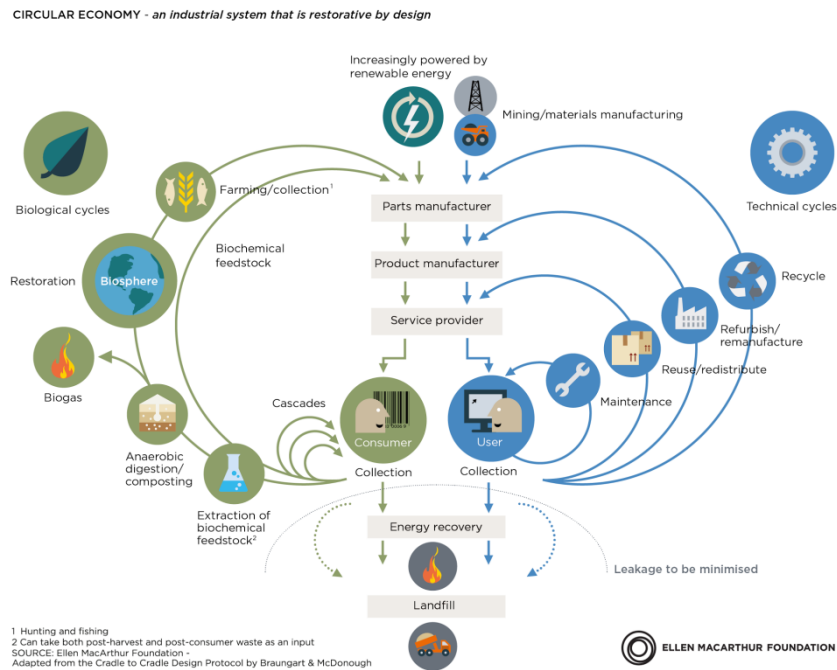 CIRCULAR ECONOMY - an industrial system that is restorative by design
Increasingly powered by
renewable energy
Mining/materials manufacturing
Biological cycles
Technical cycles
Farming/collection1
Parts manufacturer
Biochemical
feedstock
Product manufacturer
Restoration
Biosphere
Recycle
Service provider
Refurbish/
remanufacture
Reuse/redistribute
Biogas
Maintenance
Cascades
Consumer
User
Anaerobic
digestion/
composting
Collection
Collection
Extraction of
biochemical
feedstock2
Energy recovery
Leakage to be minimised
Landfill
1 Hunting and fishing
2 Can take both post-harvest and post-consumer waste as an input
SOURCE: Ellen MacArthur Foundation -
Adapted from the Cradle to Cradle Design Protocol by Braungart & McDonough
ELLEN MACARTHUR FOUNDATION